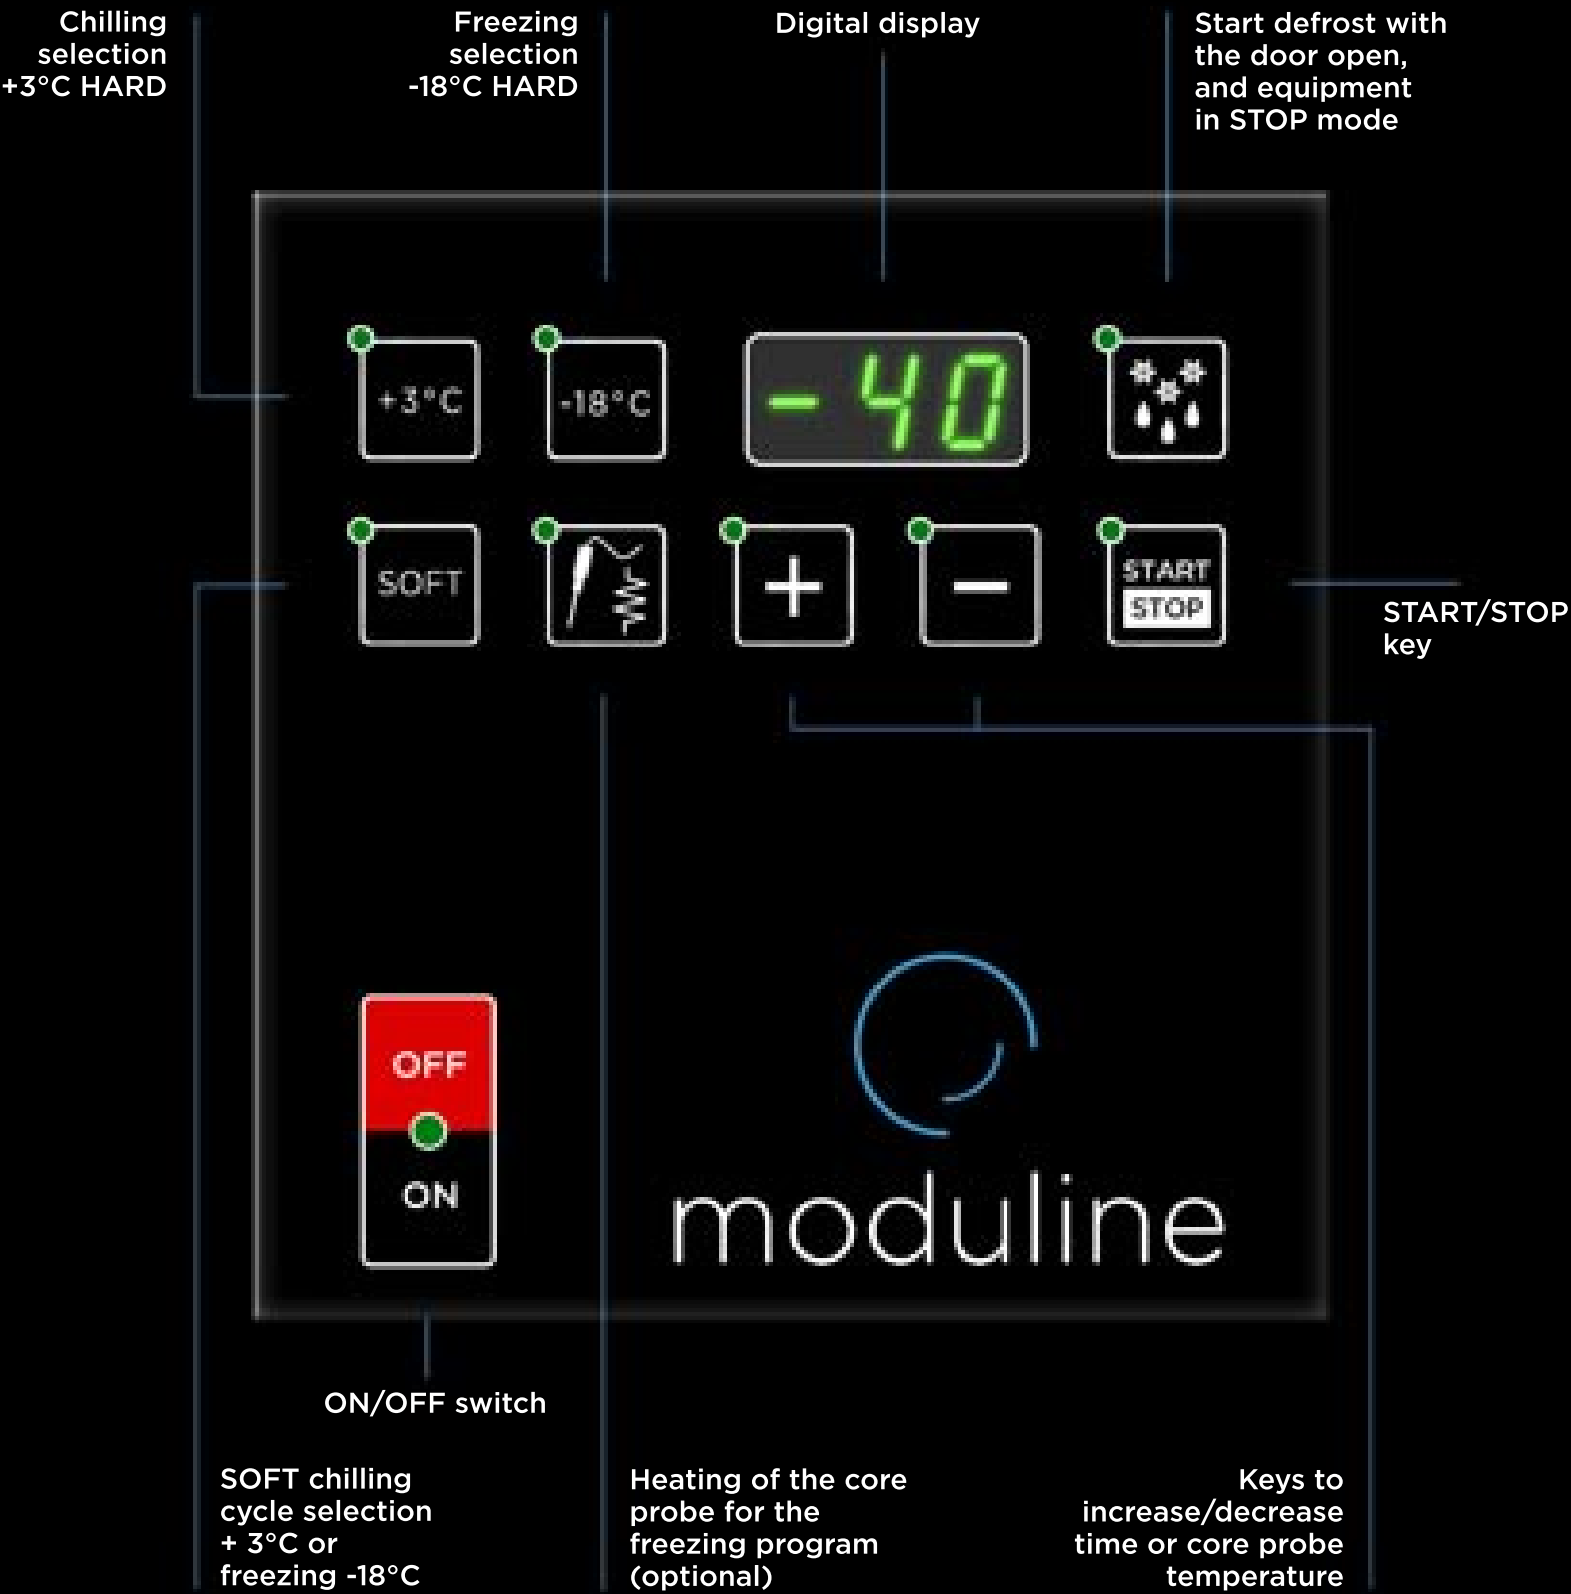 Chilling
selection
+3°C HARD
Freezing
selection
-18°C HARD
Digital display
Start defrost with
the door open,
and equipment
in STOP mode
+3°C
-18°C
- 40
SOFT
+
−
START
STOP
START/STOP
key
OFF
ON
moduline
ON/OFF switch
SOFT chilling
cycle selection
+ 3°C or
freezing -18°C
Heating of the core
probe for the
freezing program
(optional)
Keys to
increase/decrease
time or core probe
temperature